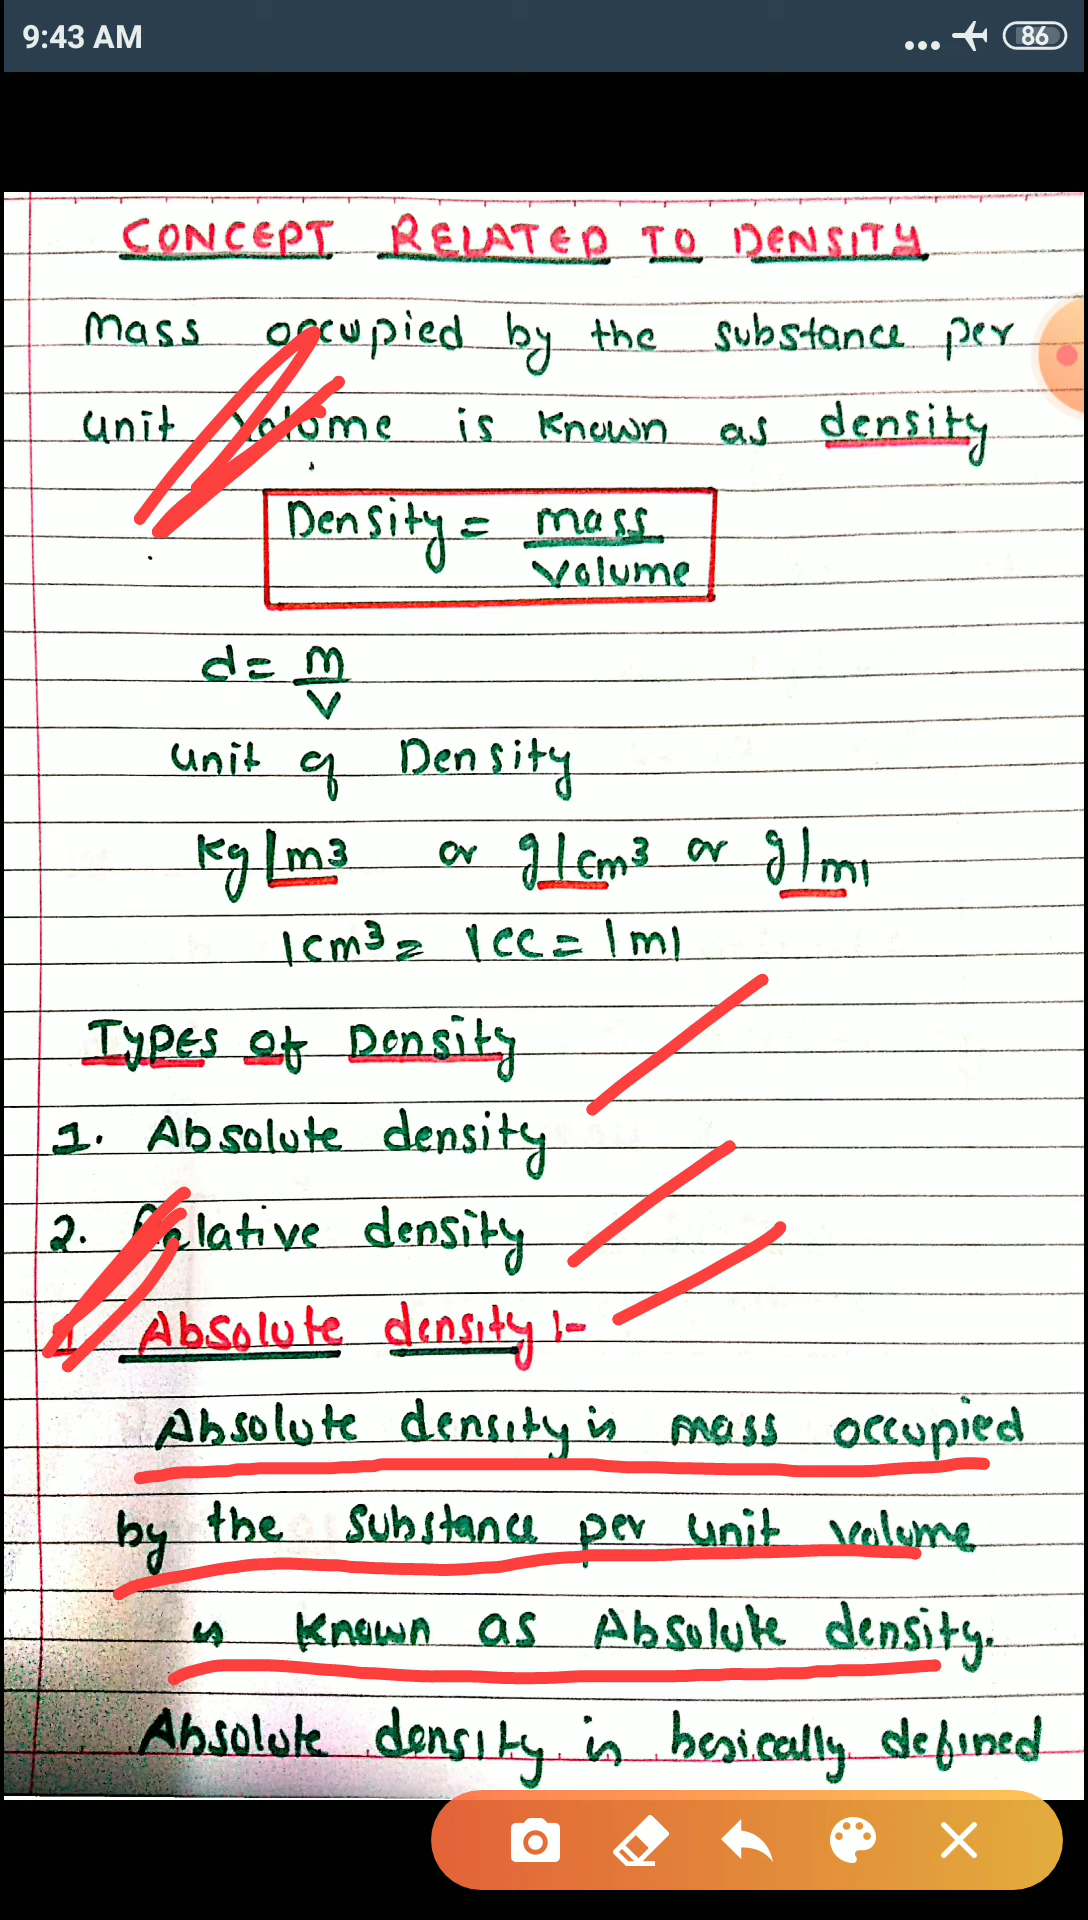 9:43 AM
86
CONCEPT RELATED TO DENSITY
Mass occupied by the substance per
unit volume is known as density
Density = mass
volume
d = m
v
unit of Density
kg/m3 or g/cm3 or g/ml
1cm3 = 1cc = 1ml
Types of Density
1. Absolute density
2. Relative density
1 Absolute density :-
Absolute density is mass occupied
by the substance per unit volume
is known as Absolute density.
Absolute density is basically defined